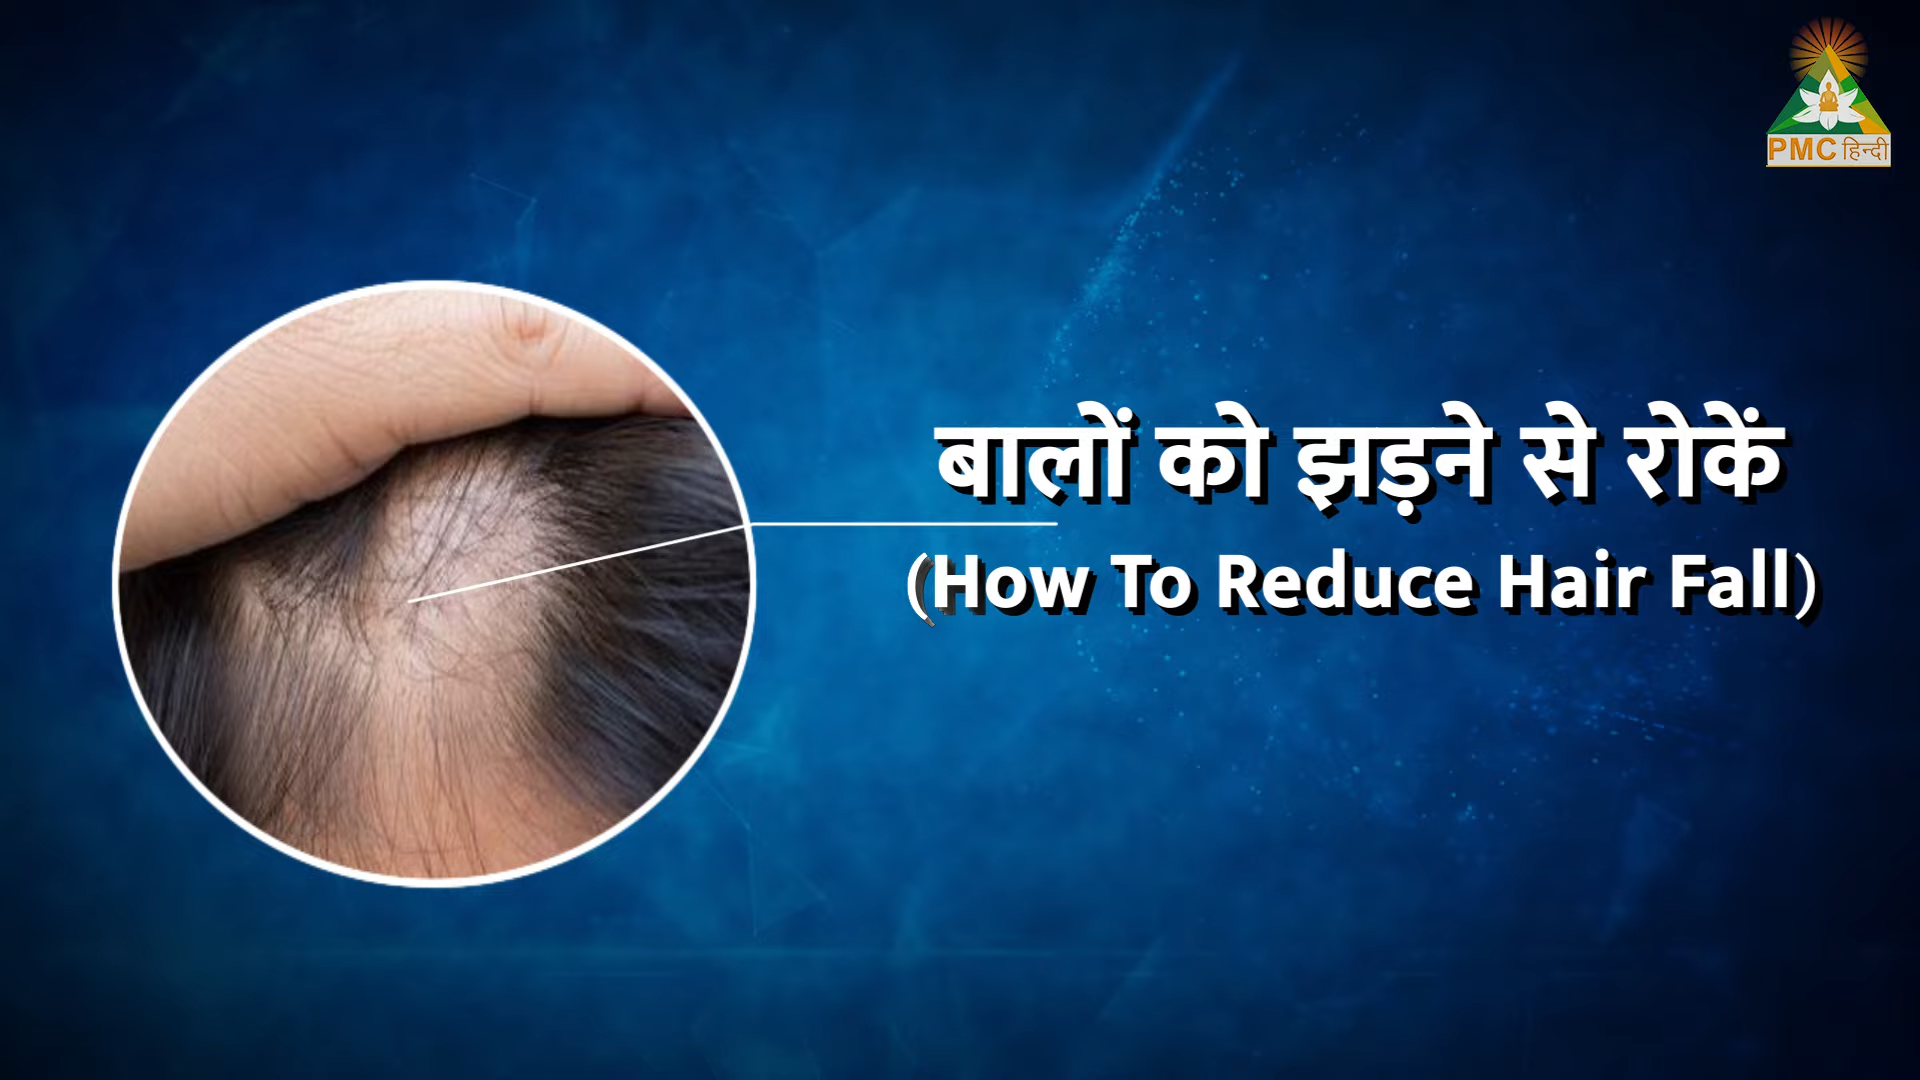 PMC हिन्दी
बालों को झड़ने से रोकें
(How To Reduce Hair Fall)